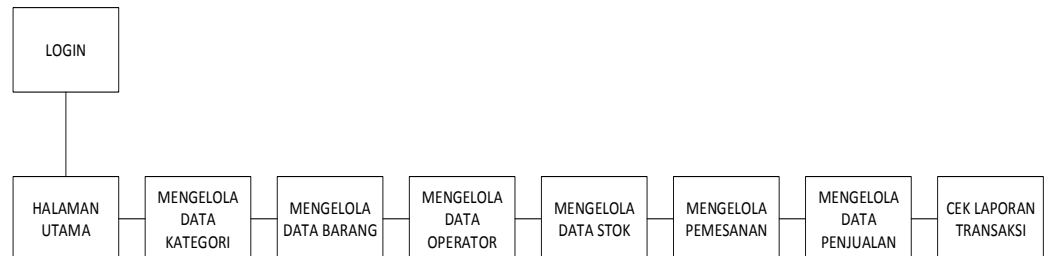 LOGIN
HALAMAN
UTAMA
MENGELOLA
DATA
KATEGORI
MENGELOLA
DATA BARANG
MENGELOLA
DATA
OPERATOR
MENGELOLA
DATA STOK
MENGELOLA
PEMESANAN
MENGELOLA
DATA
PENJUALAN
CEK LAPORAN
TRANSAKSI